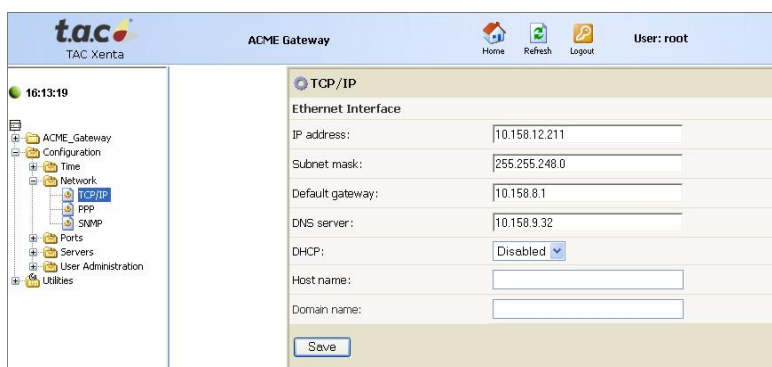 t.a.c
TAC Xenta
ACME Gateway
Home
Refresh
Logout
User: root
16:13:19
ACME_Gateway
Configuration
Time
Network
TCP/IP
PPP
SNMP
Ports
Servers
User Administration
Utilities
TCP/IP
Ethernet Interface
IP address: 10.158.12.211
Subnet mask: 255.255.248.0
Default gateway: 10.158.8.1
DNS server: 10.158.9.32
DHCP: Disabled
Host name:
Domain name:
Save